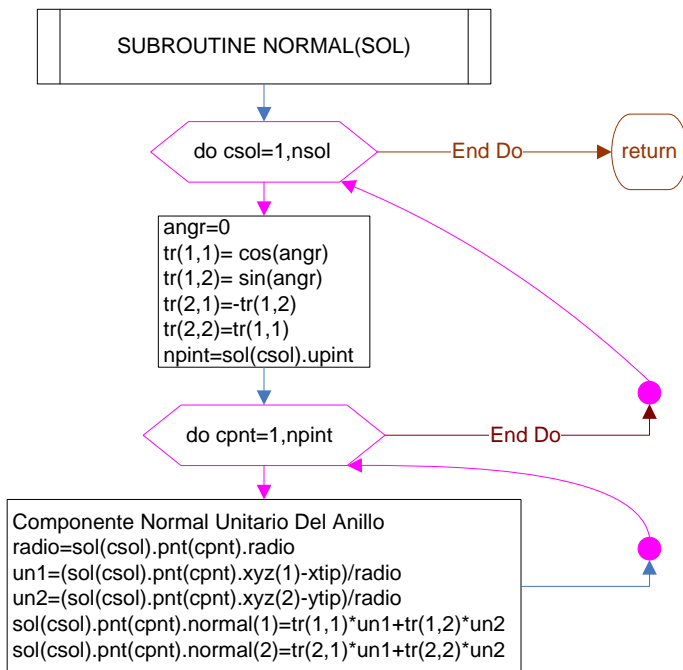 SUBROUTINE NORMAL(SOL)
do csol=1,nsol
End Do
return
angr=0
tr(1,1)= cos(angr)
tr(1,2)= sin(angr)
tr(2,1)=-tr(1,2)
tr(2,2)=tr(1,1)
npint=sol(csol).upint
do cpnt=1,npint
End Do
Componente Normal Unitario Del Anillo
radio=sol(csol).pnt(cpnt).radio
un1=(sol(csol).pnt(cpnt).xyz(1)-xtip)/radio
un2=(sol(csol).pnt(cpnt).xyz(2)-ytip)/radio
sol(csol).pnt(cpnt).normal(1)=tr(1,1)*un1+tr(1,2)*un2
sol(csol).pnt(cpnt).normal(2)=tr(2,1)*un1+tr(2,2)*un2